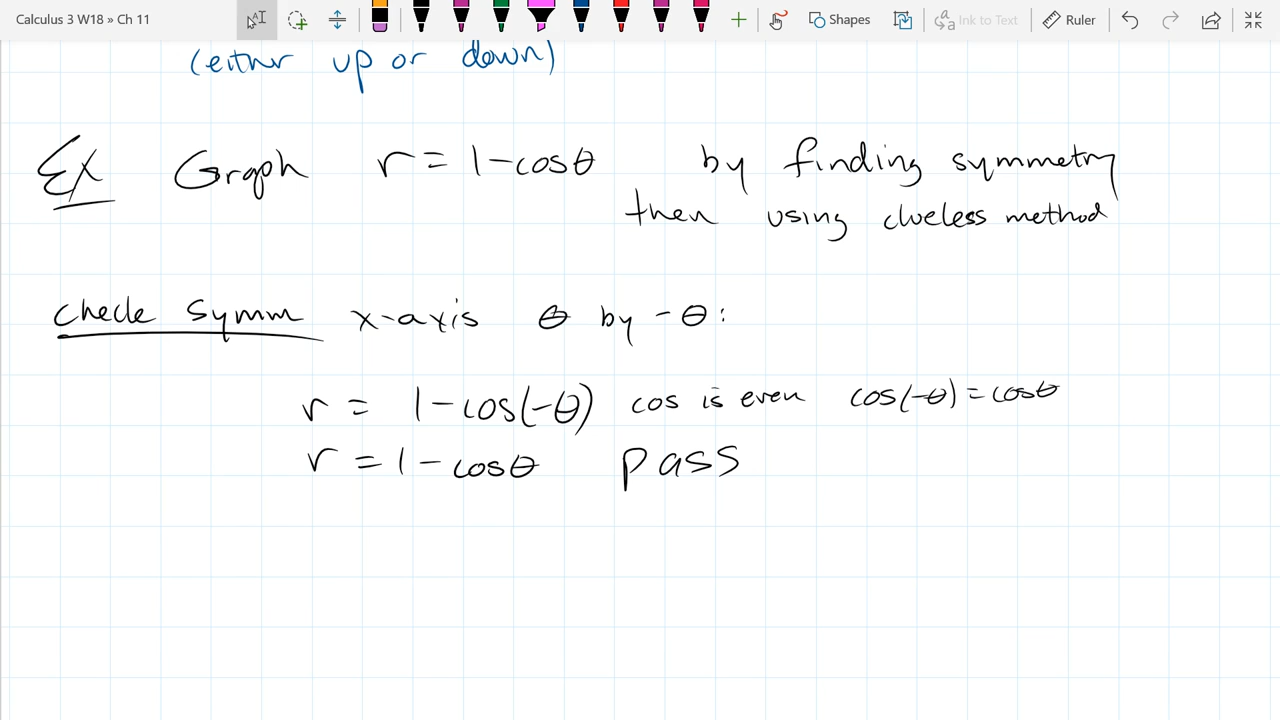 Calculus 3 W18 » Ch 11
Shapes
Ink to Text
Ruler
(either up or down)
Ex Graph r = 1-cosθ by finding symmetry
then using clueless method
Check Symm x-axis θ by -θ:
r = 1-cos(-θ) cos is even cos(-θ) = cosθ
r = 1-cosθ pass